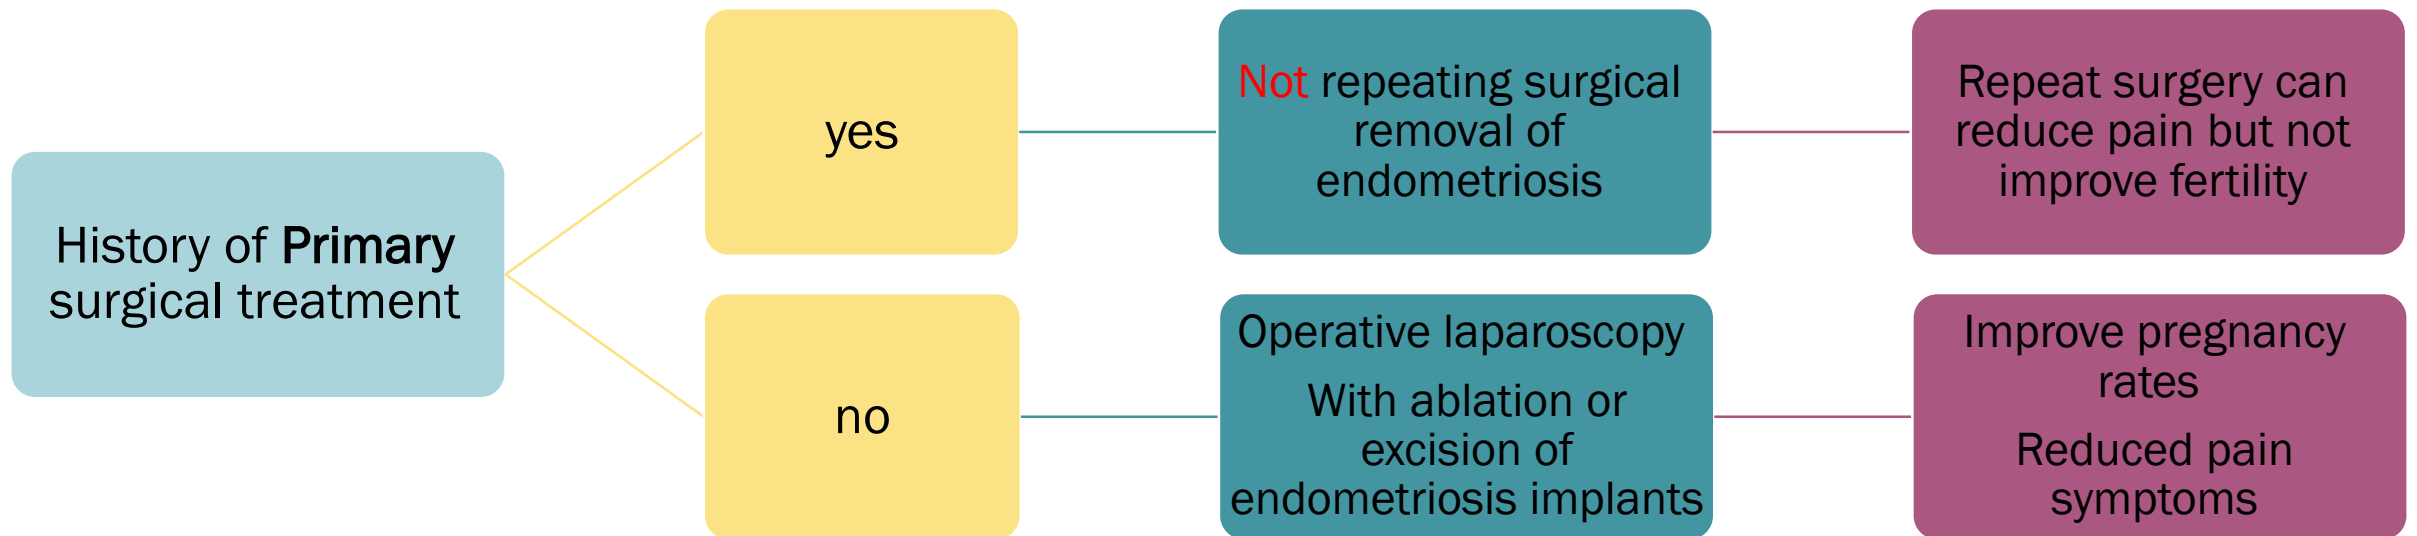 History of Primary
surgical treatment
yes
Not repeating surgical
removal of
endometriosis
Repeat surgery can
reduce pain but not
improve fertility
no
Operative laparoscopy
With ablation or
excision of
endometriosis implants
Improve pregnancy
rates
Reduced pain
symptoms